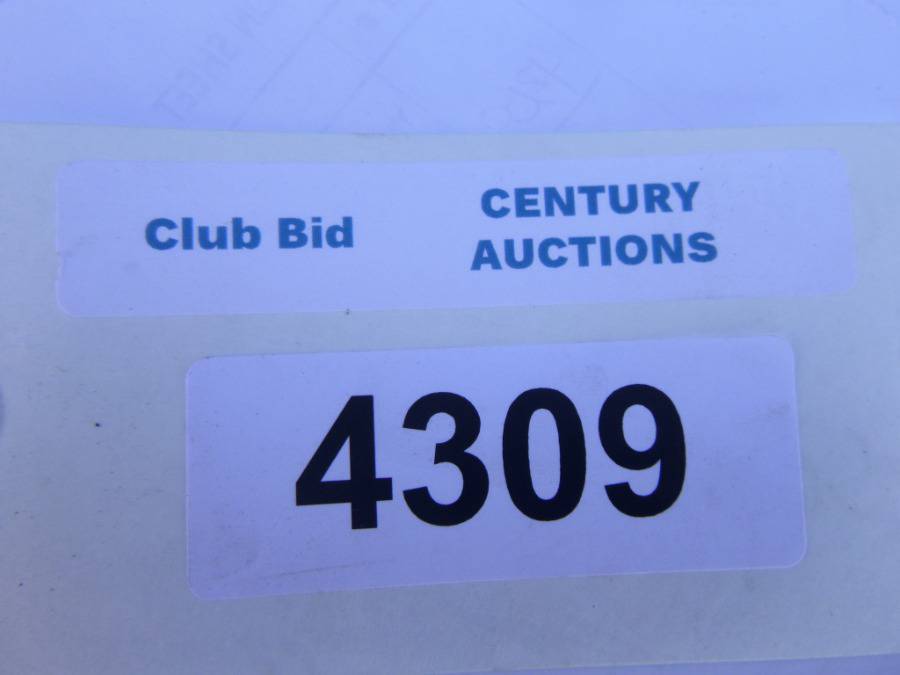 Club Bid
CENTURY
AUCTIONS
4309